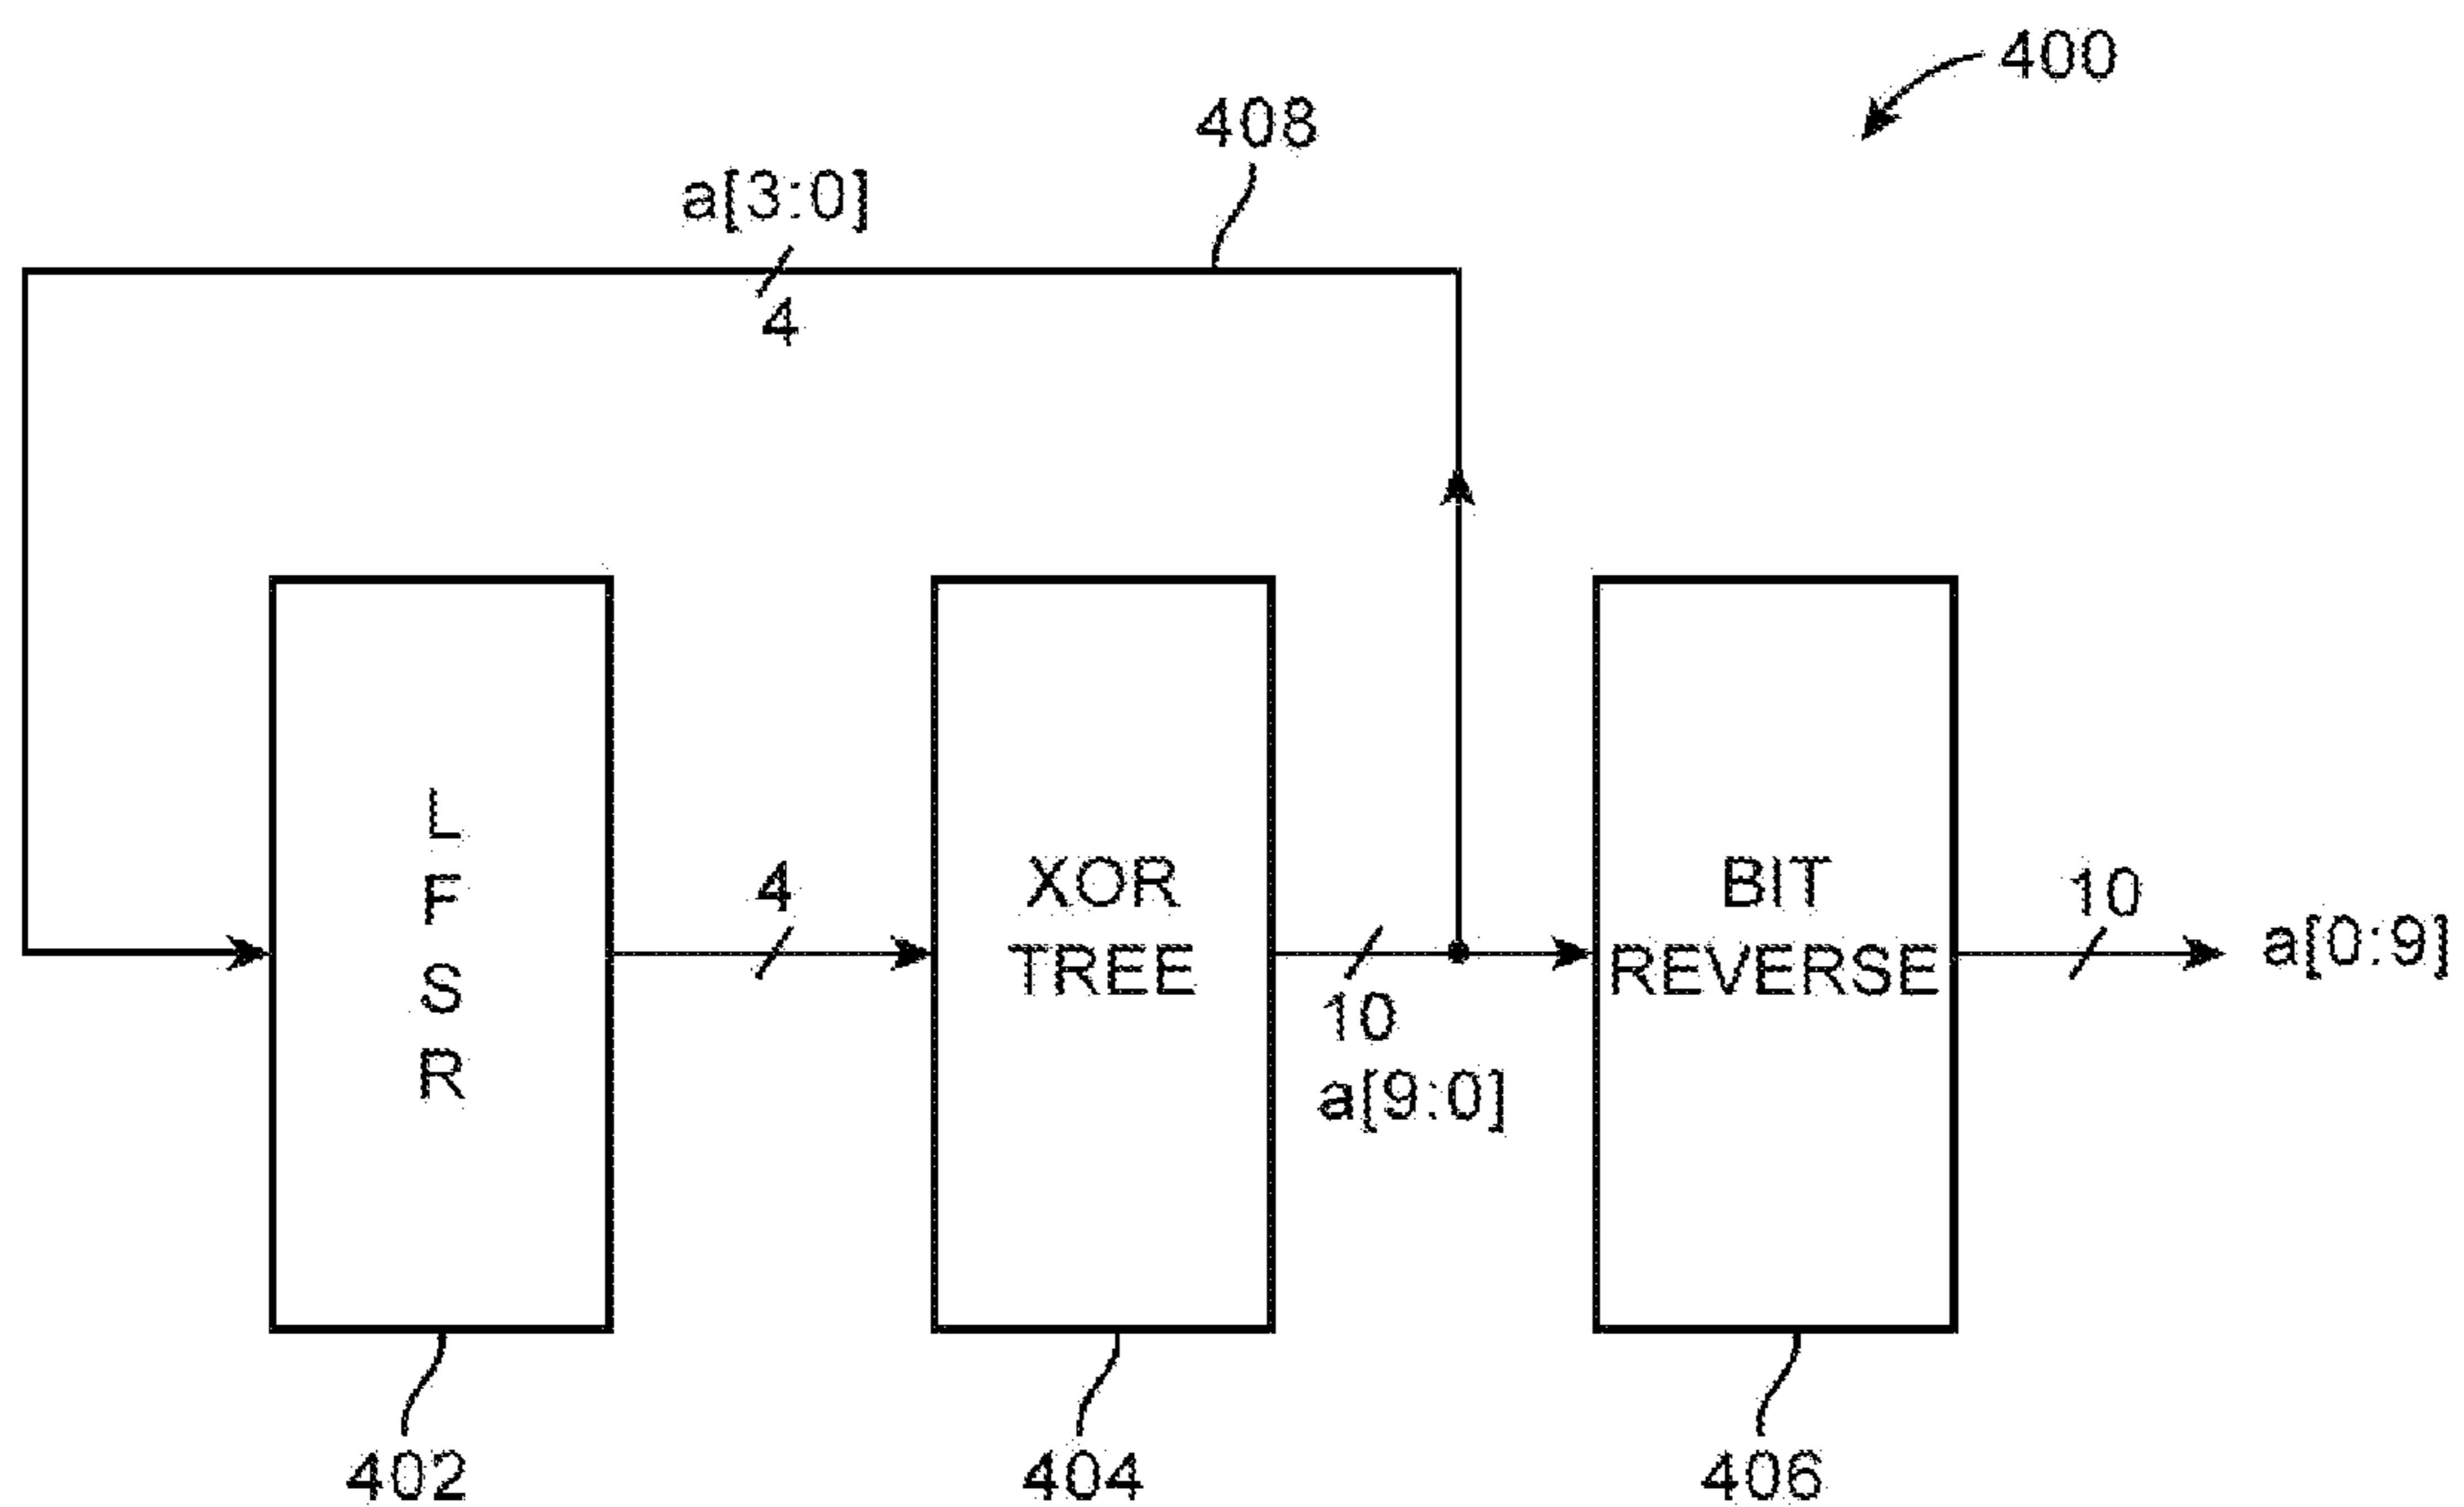 400
408
a[3:0]
4
L
F
S
R
4
XOR
TREE
10
a[9:0]
BIT
REVERSE
10
a[0:9]
402
404
406